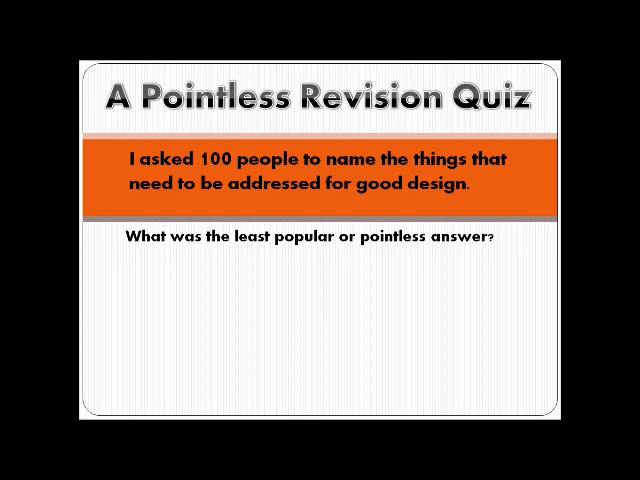 A Pointless Revision Quiz
I asked 100 people to name the things that
need to be addressed for good design.
What was the least popular or pointless answer?